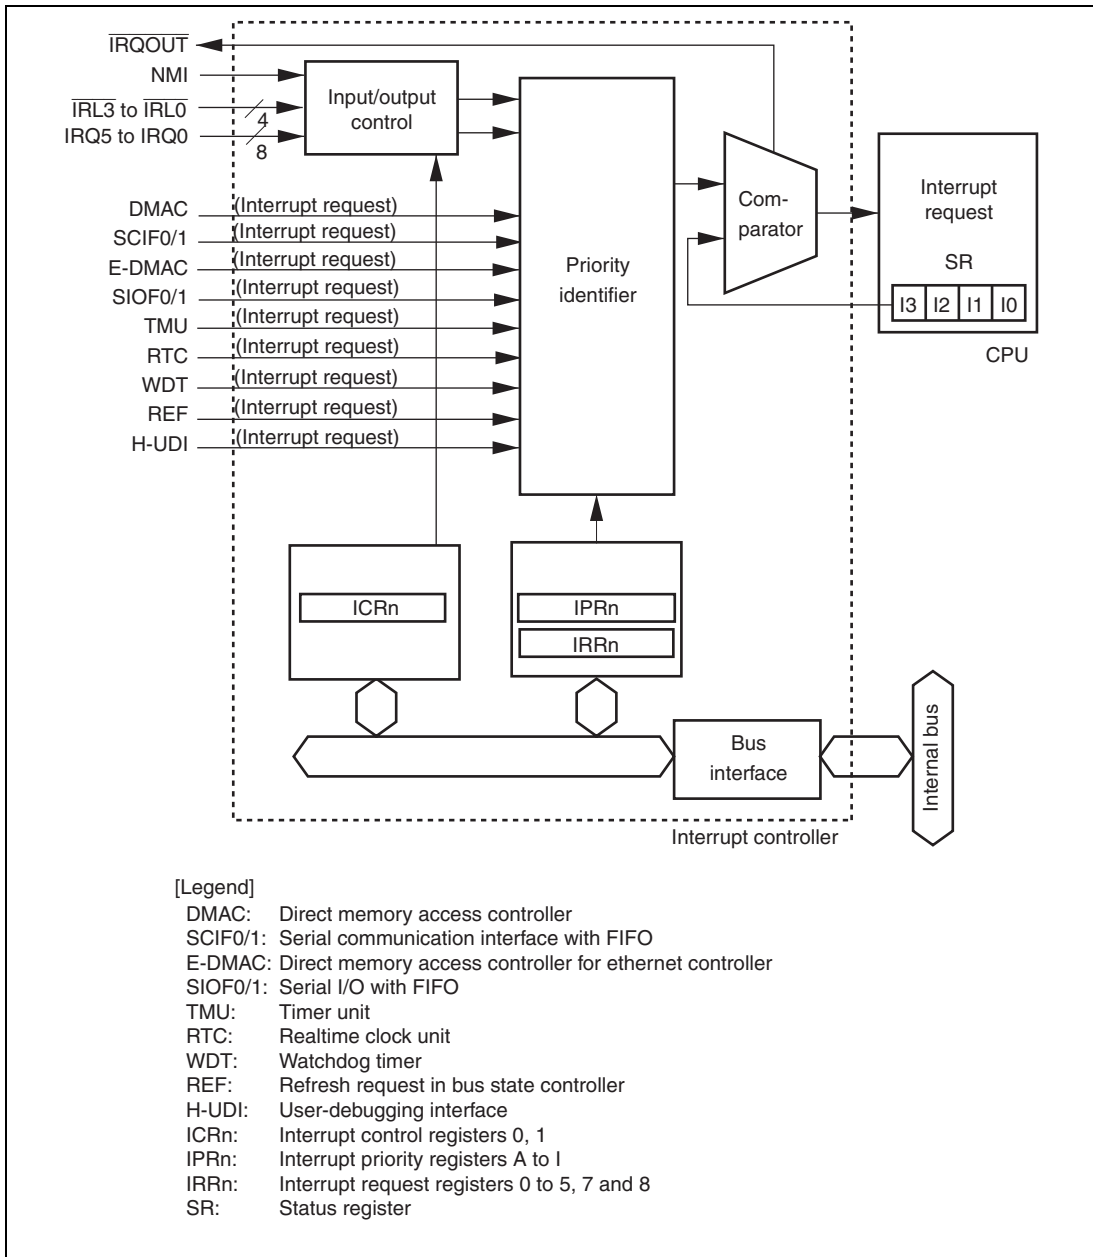 IRQOUT
NMI
IRL3 to IRL0
4
IRQ5 to IRQ0
8
Input/output
control
DMAC (Interrupt request)
SCIF0/1 (Interrupt request)
E-DMAC (Interrupt request)
SIOF0/1 (Interrupt request)
TMU (Interrupt request)
RTC (Interrupt request)
WDT (Interrupt request)
REF (Interrupt request)
H-UDI (Interrupt request)
Priority
identifier
Com-
parator
Interrupt
request
SR
I3 I2 I1 I0
CPU
ICRn
IPRn
IRRn
Bus
interface
Internal bus
Interrupt controller
[Legend]
DMAC: Direct memory access controller
SCIF0/1: Serial communication interface with FIFO
E-DMAC: Direct memory access controller for ethernet controller
SIOF0/1: Serial I/O with FIFO
TMU: Timer unit
RTC: Realtime clock unit
WDT: Watchdog timer
REF: Refresh request in bus state controller
H-UDI: User-debugging interface
ICRn: Interrupt control registers 0, 1
IPRn: Interrupt priority registers A to I
IRRn: Interrupt request registers 0 to 5, 7 and 8
SR: Status register